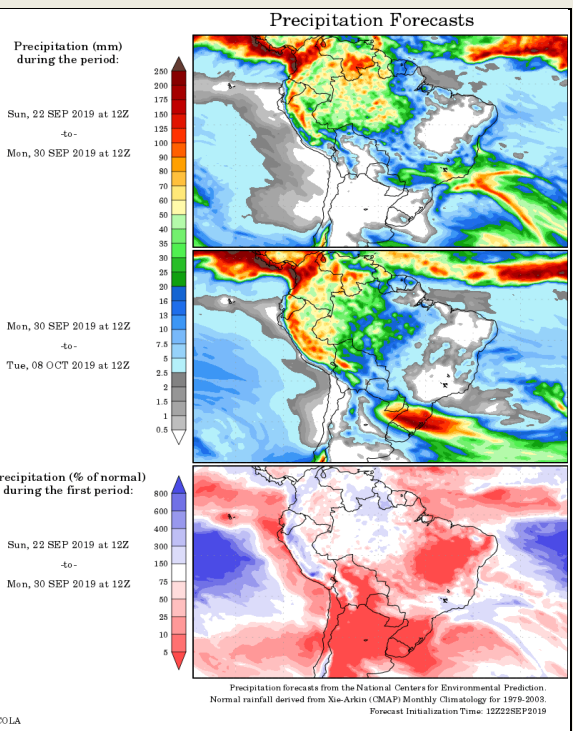 Precipitation Forecasts
Precipitation (mm)
during the period:
Sun, 22 SEP 2019 at 12Z
-to-
Mon, 30 SEP 2019 at 12Z
250
200
175
150
125
100
90
80
70
60
50
40
35
30
25
20
16
13
10
7.5
5
2.5
2
1.5
1
0.5
Mon, 30 SEP 2019 at 12Z
-to-
Tue, 08 OCT 2019 at 12Z
recipitation (% of normal)
during the first period:
Sun, 22 SEP 2019 at 12Z
-to-
Mon, 30 SEP 2019 at 12Z
800
600
400
300
150
75
50
25
10
5
Precipitation forecasts from the National Centers for Environmental Prediction.
Normal rainfall derived from Xie-Arkin (CMAP) Monthly Climatology for 1979-2003.
Forecast Initialization Time: 12Z22SEP2019
COLA